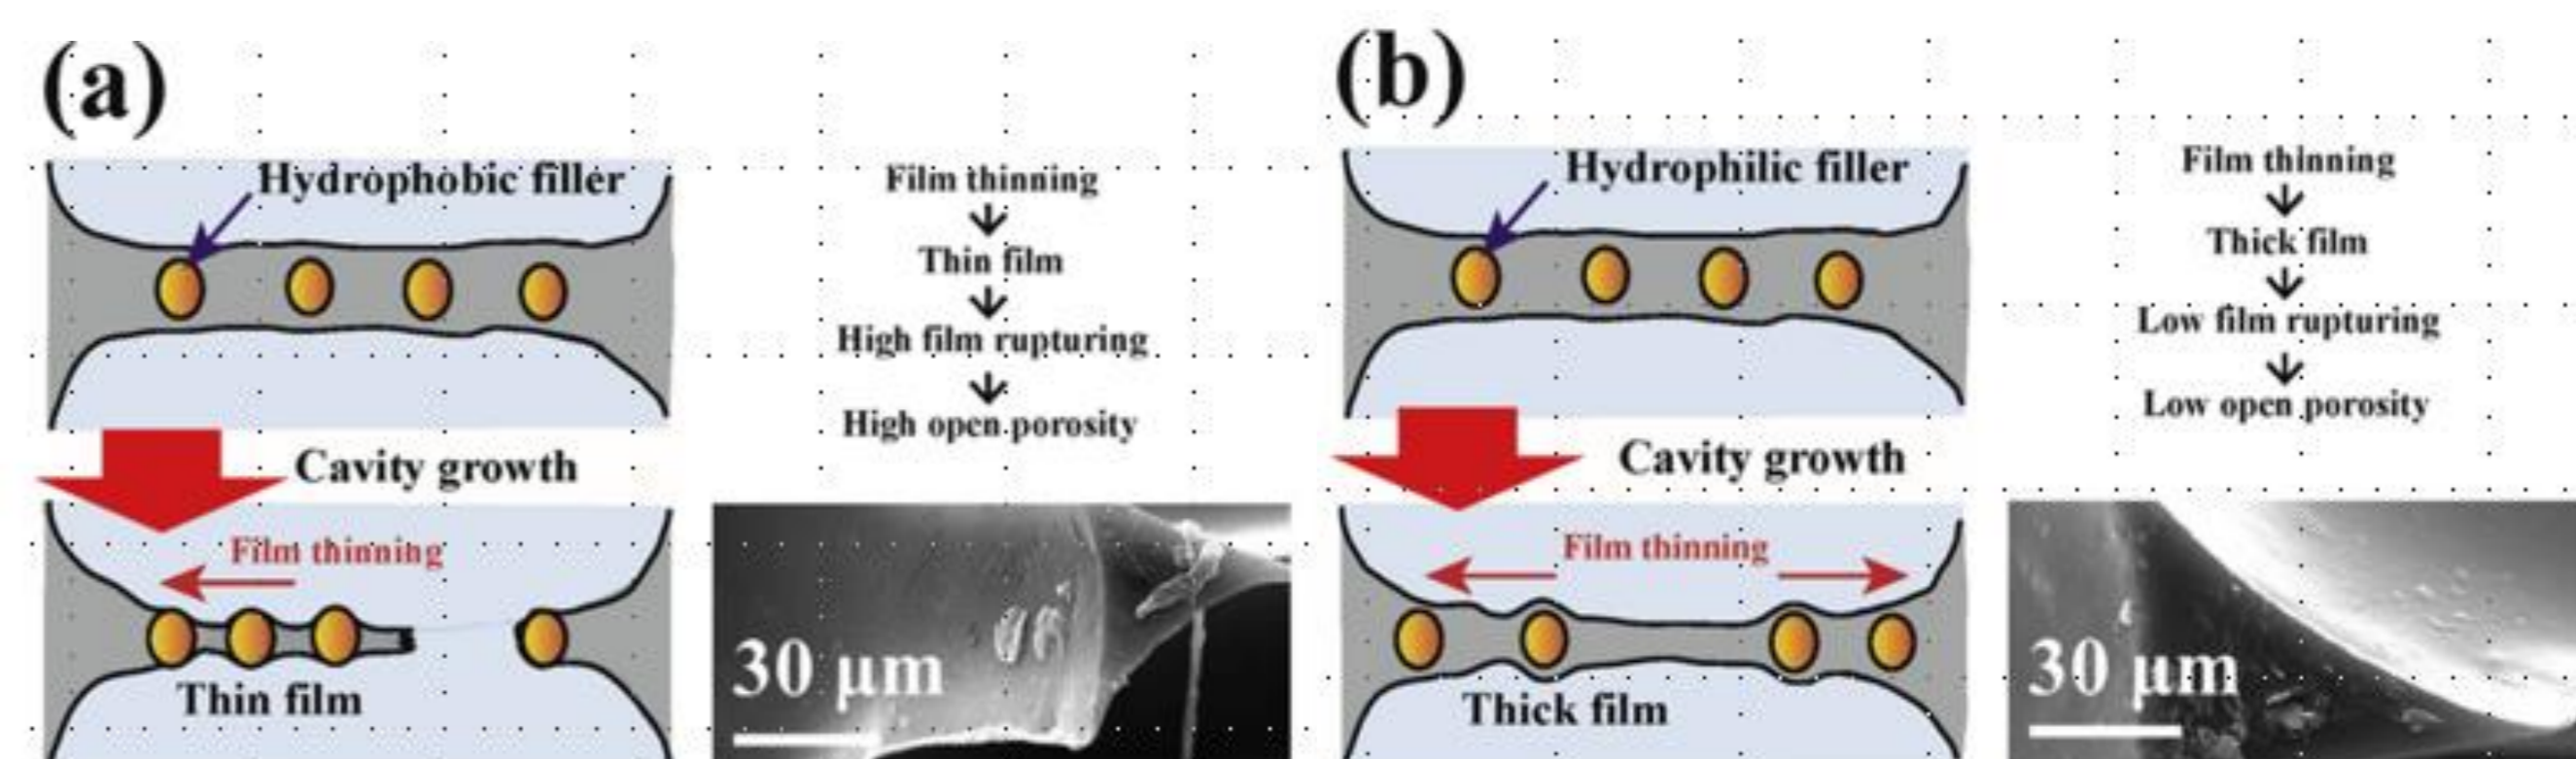 (a)
Hydrophobic filler
Film thinning
Thin film
High film rupturing
High open porosity
Cavity growth
Film thinning
Thin film
30 μm
(b)
Hydrophilic filler
Film thinning
Thick film
Low film rupturing
Low open porosity
Cavity growth
Film thinning
Thick film
30 μm